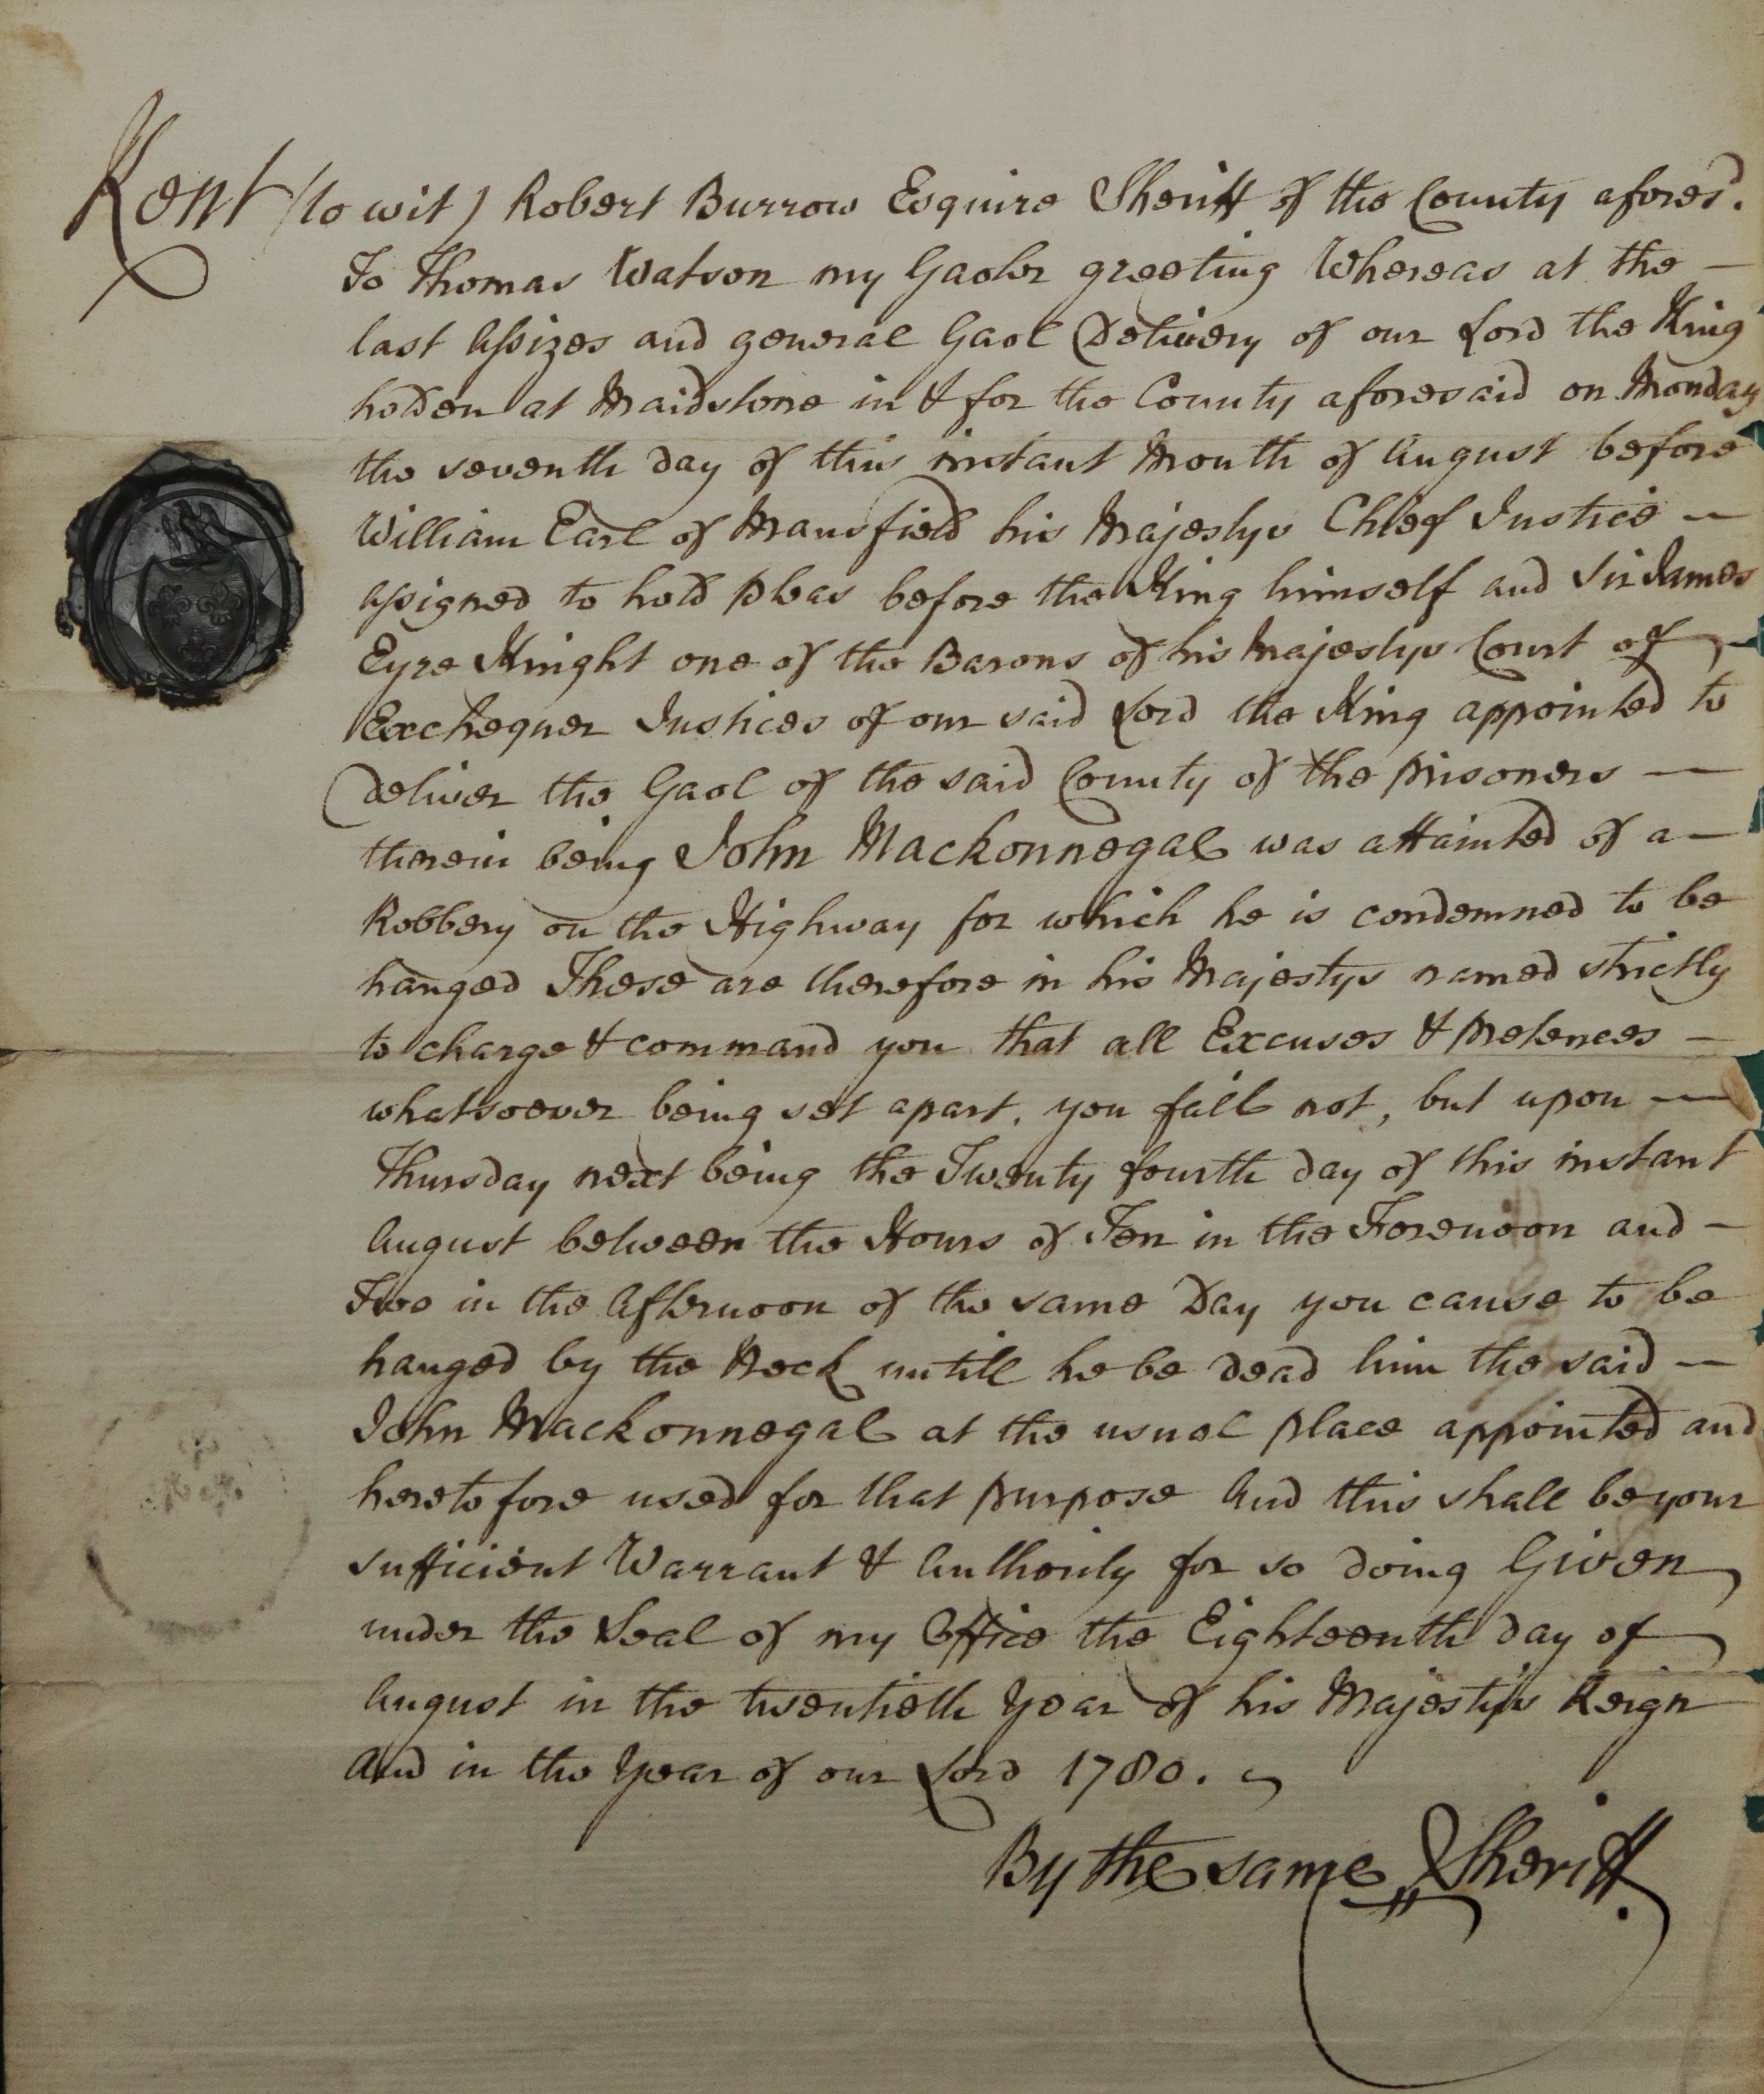 Kent (to wit) Robert Burrow Esquire Sheriff of the County afores.d
To Thomas Watson my Gaoler greeting Whereas at the —
last Assizes and general Gaol Delivery of our Lord the King
holden at Maidstone in & for the County aforesaid on Monday
the seventh day of this instant Month of August before
William Earl of Mansfield his Majestys Chief Justice —
assigned to hold pleas before the King himself and Sir James
Eyre Knight one of the Barons of his Majestys Court of —
Exchequer Justices of our said Lord the King appointed to
Deliver the Gaol of the said County of the prisoners —
therein being John Mackonnegal was attainted of a —
Robbery on the Highway for which he is condemned to be
hanged These are therefore in his Majestys named strictly
to charge & command you that all Excuses & pretences —
whatsoever being set apart, you fail not, but upon —
Thursday next being the Twenty fourth day of this instant
August between the Hours of Ten in the Forenoon and —
Two in the Afternoon of the same Day you cause to be
hanged by the Neck untill he be dead him the said —
John Mackonnegal at the usual place appointed and
heretofore used for that purpose And this shall be your
sufficient Warrant & Authority for so doing Given
under the Seal of my Office the Eighteenth day of
August in the twentieth Year of his Majestys Reign
And in the Year of our Lord 1780.
By the same Sheriff.